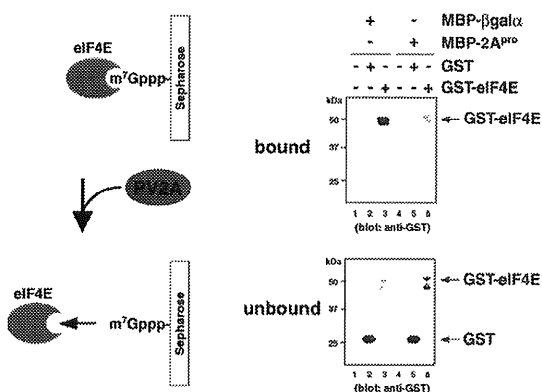 eIF4E
m⁷Gppp-
Sepharose
PV2A
eIF4E
m⁷Gppp-
Sepharose
+ - MBP-βgalα
- + MBP-2Aᵖʳᵒ
- + - - + - GST
- - + - - + GST-eIF4E
kDa
50
37
25
GST-eIF4E
bound
1 2 3 4 5 6
(blot: anti-GST)
kDa
50
37
25
GST-eIF4E
GST
unbound
1 2 3 4 5 6
(blot: anti-GST)